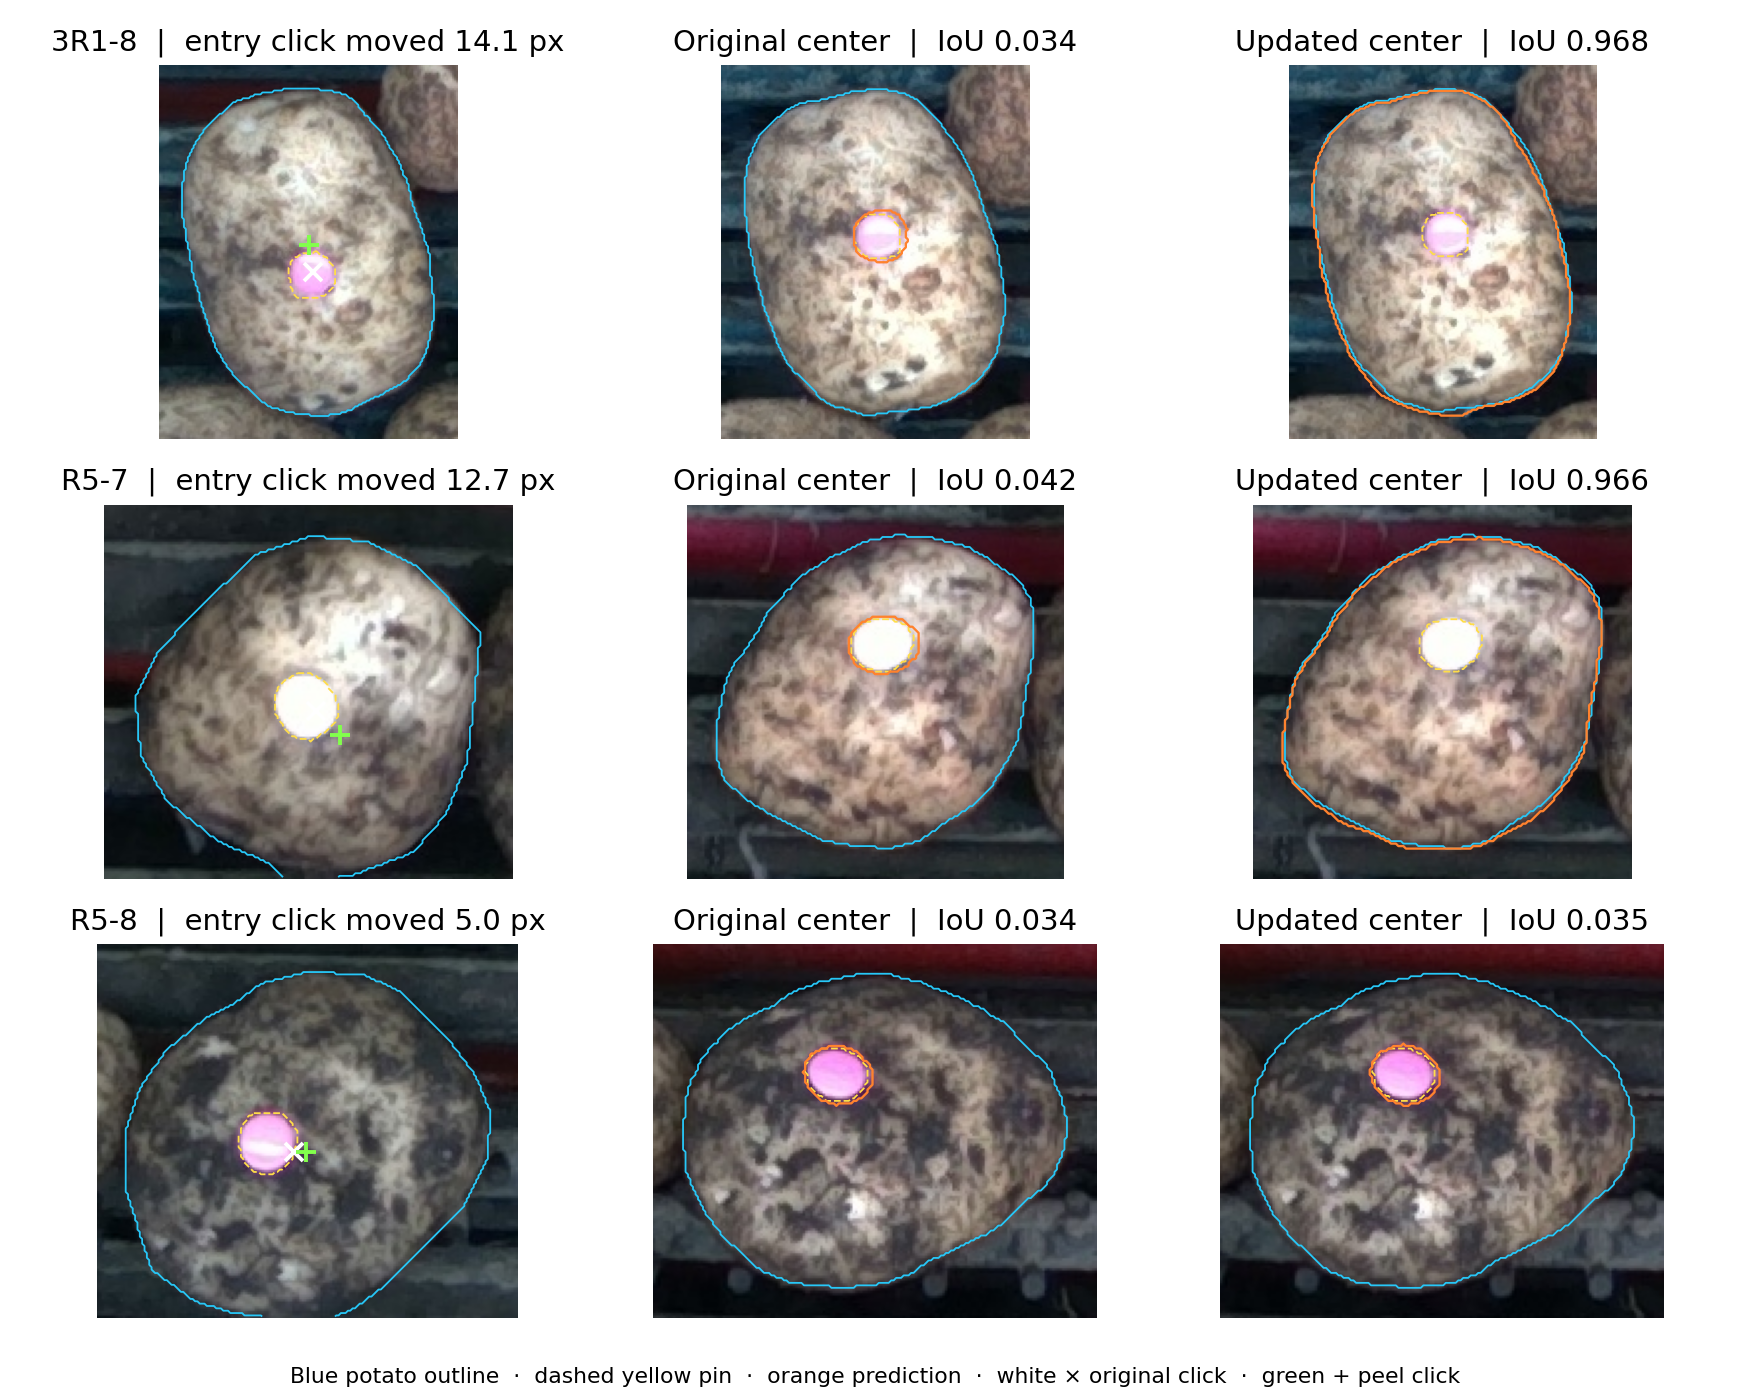 3R1-8 | entry click moved 14.1 px
Original center | IoU 0.034
Updated center | IoU 0.968
R5-7 | entry click moved 12.7 px
Original center | IoU 0.042
Updated center | IoU 0.966
R5-8 | entry click moved 5.0 px
Original center | IoU 0.034
Updated center | IoU 0.035
Blue potato outline · dashed yellow pin · orange prediction · white × original click · green + peel click